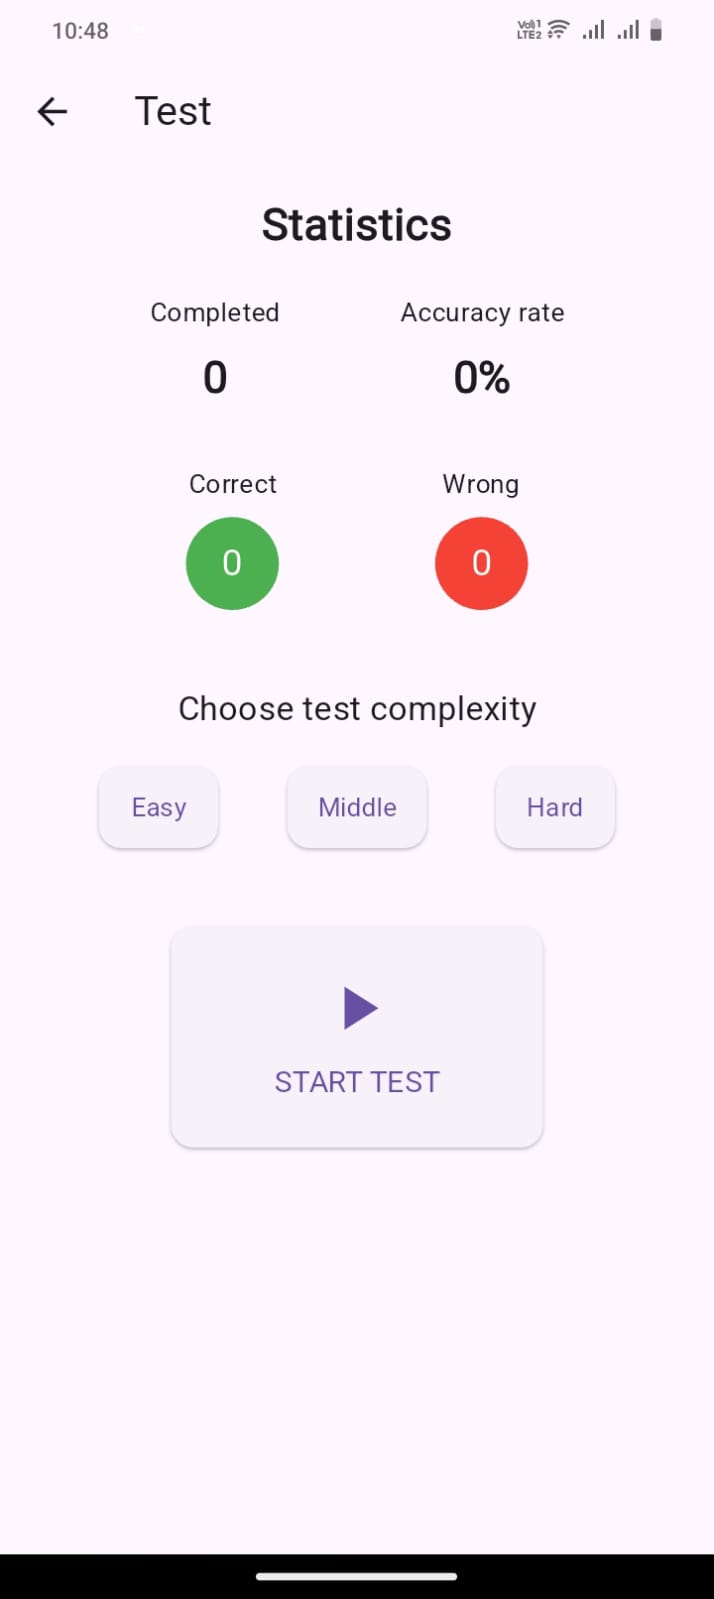 10:48
Vo)) 1
LTE2
Test
Statistics
Completed Accuracy rate
0 0%
Correct Wrong
0 0
Choose test complexity
Easy Middle Hard
START TEST